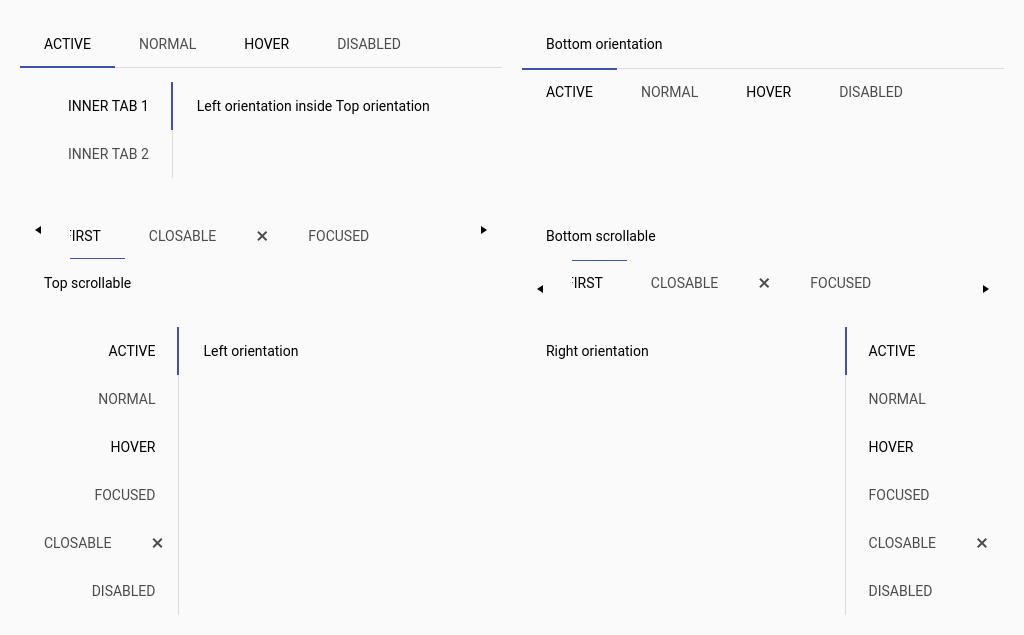 ACTIVE NORMAL HOVER DISABLED
INNER TAB 1 Left orientation inside Top orientation
INNER TAB 2
Bottom orientation
ACTIVE NORMAL HOVER DISABLED
FIRST CLOSABLE FOCUSED
Top scrollable
Bottom scrollable
FIRST CLOSABLE FOCUSED
ACTIVE Left orientation
NORMAL
HOVER
FOCUSED
CLOSABLE
DISABLED
Right orientation ACTIVE
NORMAL
HOVER
FOCUSED
CLOSABLE
DISABLED